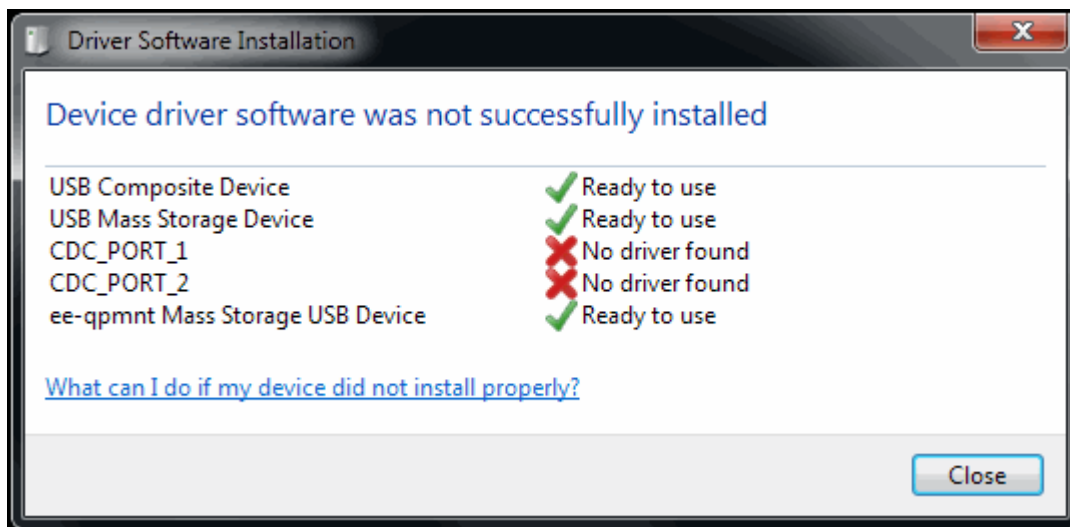 Driver Software Installation
Device driver software was not successfully installed
USB Composite Device Ready to use
USB Mass Storage Device Ready to use
CDC_PORT_1 No driver found
CDC_PORT_2 No driver found
ee-qpmnt Mass Storage USB Device Ready to use
What can I do if my device did not install properly?
Close